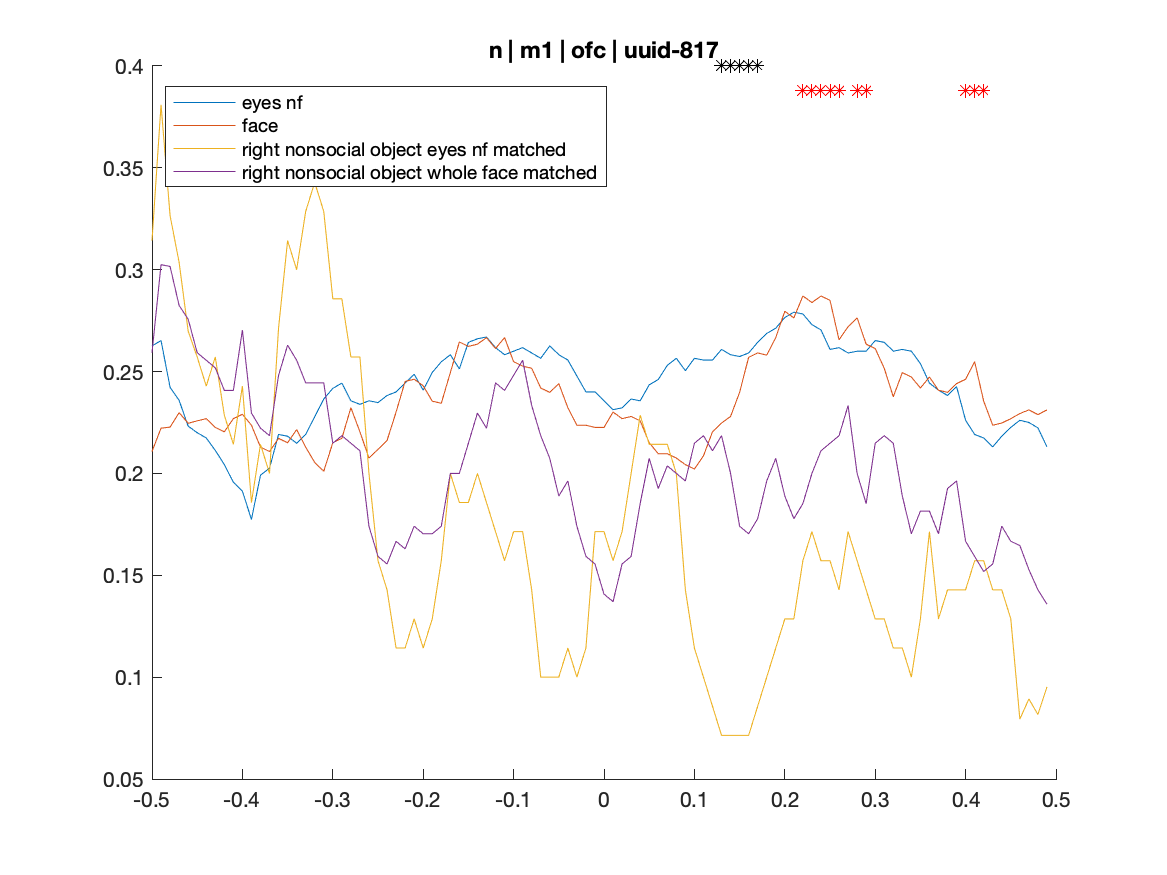 n | m1 | ofc | uuid-817
eyes nf
face
right nonsocial object eyes nf matched
right nonsocial object whole face matched
0.4
0.35
0.3
0.25
0.2
0.15
0.1
0.05
-0.5 -0.4 -0.3 -0.2 -0.1 0 0.1 0.2 0.3 0.4 0.5